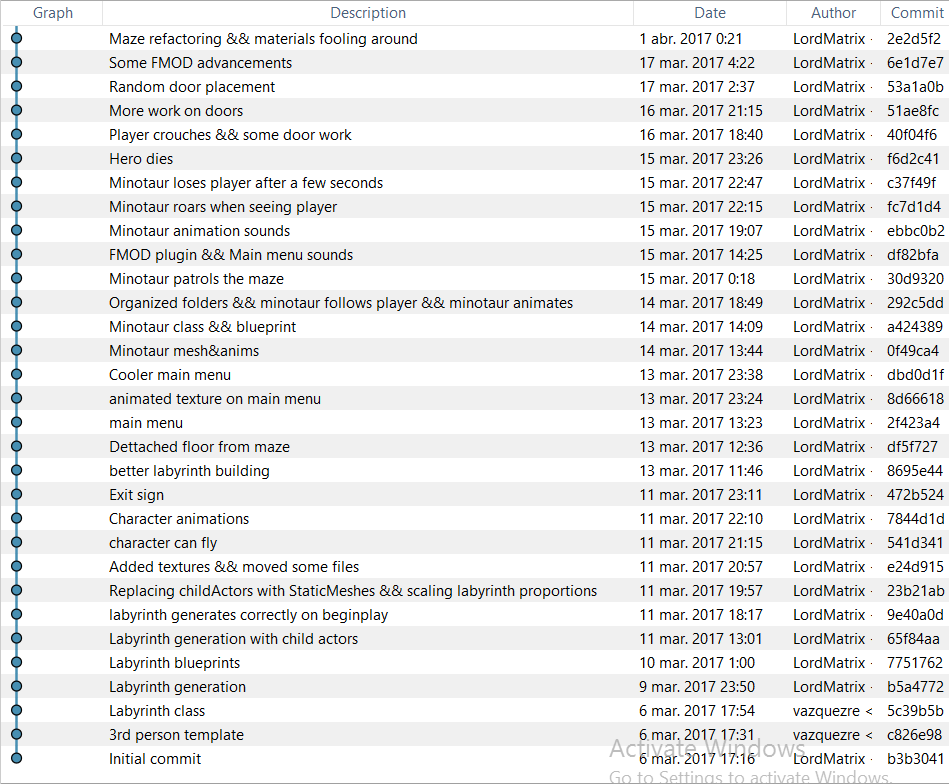 Graph Description Date Author Commit
Maze refactoring && materials fooling around 1 abr. 2017 0:21 LordMatrix 2e2d5f2
Some FMOD advancements 17 mar. 2017 4:22 LordMatrix 6e1d7e7
Random door placement 17 mar. 2017 2:37 LordMatrix 53a1a0b
More work on doors 16 mar. 2017 21:15 LordMatrix 51ae8fc
Player crouches && some door work 16 mar. 2017 18:40 LordMatrix 40f04f6
Hero dies 15 mar. 2017 23:26 LordMatrix f6d2c41
Minotaur loses player after a few seconds 15 mar. 2017 22:47 LordMatrix c37f49f
Minotaur roars when seeing player 15 mar. 2017 22:15 LordMatrix fc7d1d4
Minotaur animation sounds 15 mar. 2017 19:07 LordMatrix ebbc0b2
FMOD plugin && Main menu sounds 15 mar. 2017 14:25 LordMatrix df82bfa
Minotaur patrols the maze 15 mar. 2017 0:18 LordMatrix 30d9320
Organized folders && minotaur follows player && minotaur animates 14 mar. 2017 18:49 LordMatrix 292c5dd
Minotaur class && blueprint 14 mar. 2017 14:09 LordMatrix a424389
Minotaur mesh&anims 14 mar. 2017 13:44 LordMatrix 0f49ca4
Cooler main menu 13 mar. 2017 23:38 LordMatrix dbd0d1f
animated texture on main menu 13 mar. 2017 23:24 LordMatrix 8d66618
main menu 13 mar. 2017 13:23 LordMatrix 2f423a4
Dettached floor from maze 13 mar. 2017 12:36 LordMatrix df5f727
better labyrinth building 13 mar. 2017 11:46 LordMatrix 8695e44
Exit sign 11 mar. 2017 23:11 LordMatrix 472b524
Character animations 11 mar. 2017 22:10 LordMatrix 7844d1d
character can fly 11 mar. 2017 21:15 LordMatrix 541d341
Added textures && moved some files 11 mar. 2017 20:57 LordMatrix e24d915
Replacing childActors with StaticMeshes && scaling labyrinth proportions 11 mar. 2017 19:57 LordMatrix 23b21ab
labyrinth generates correctly on beginplay 11 mar. 2017 18:17 LordMatrix 9e40a0d
Labyrinth generation with child actors 11 mar. 2017 13:01 LordMatrix 65f84aa
Labyrinth blueprints 10 mar. 2017 1:00 LordMatrix 7751762
Labyrinth generation 9 mar. 2017 23:50 LordMatrix b5a4772
Labyrinth class 6 mar. 2017 17:54 vazquezre < 5c39b5b
3rd person template 6 mar. 2017 17:31 vazquezre < c826e98
Initial commit 6 mar. 2017 17:16 LordMatrix b3b3041
Activate Windows
Go to Settings to activate Windows.